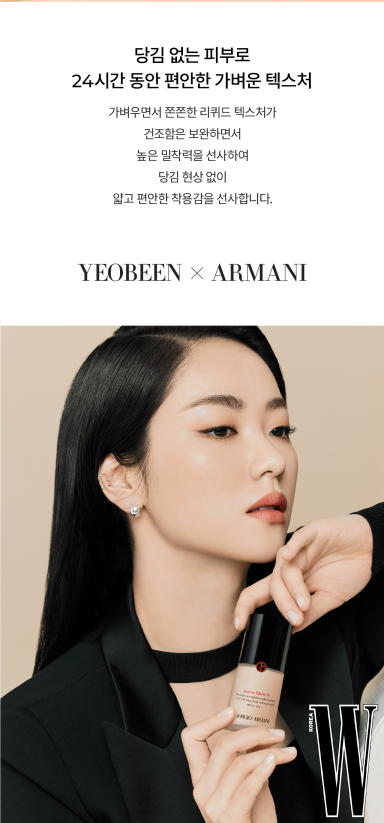 당김 없는 피부로
24시간 동안 편안한 가벼운 텍스처
가벼우면서 쫀쫀한 리퀴드 텍스처가
건조함은 보완하면서
높은 밀착력을 선사하여
당김 현상 없이
얇고 편안한 착용감을 선사합니다.
YEOBEEN × ARMANI
power fabric+
GIORGIO ARMANI
KOREA
W